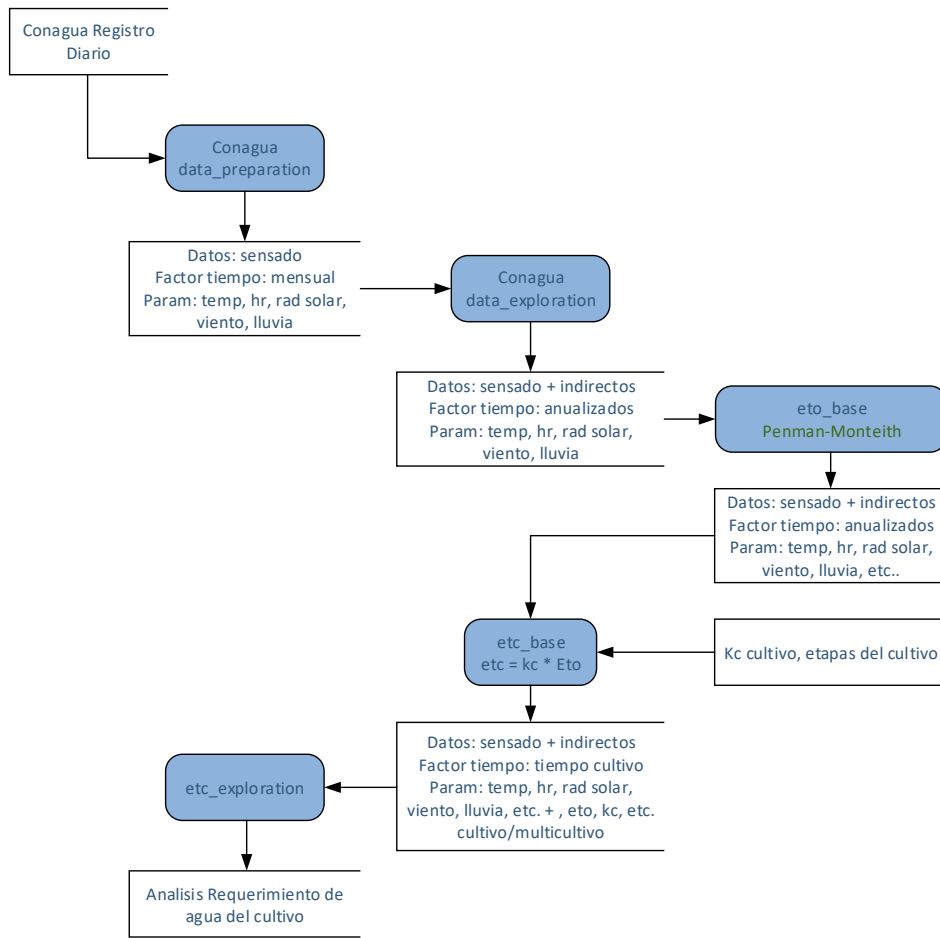 Conagua Registro
Diario
Conagua
data_preparation
Datos: sensado
Factor tiempo: mensual
Param: temp, hr, rad solar,
viento, lluvia
Conagua
data_exploration
Datos: sensado + indirectos
Factor tiempo: anualizados
Param: temp, hr, rad solar,
viento, lluvia
eto_base
Penman-Monteith
Datos: sensado + indirectos
Factor tiempo: anualizados
Param: temp, hr, rad solar,
viento, lluvia, etc..
etc_base
etc = kc * Eto
Kc cultivo, etapas del cultivo
Datos: sensado + indirectos
Factor tiempo: tiempo cultivo
Param: temp, hr, rad solar,
viento, lluvia, etc. + , eto, kc, etc.
cultivo/multicultivo
etc_exploration
Analisis Requerimiento de
agua del cultivo